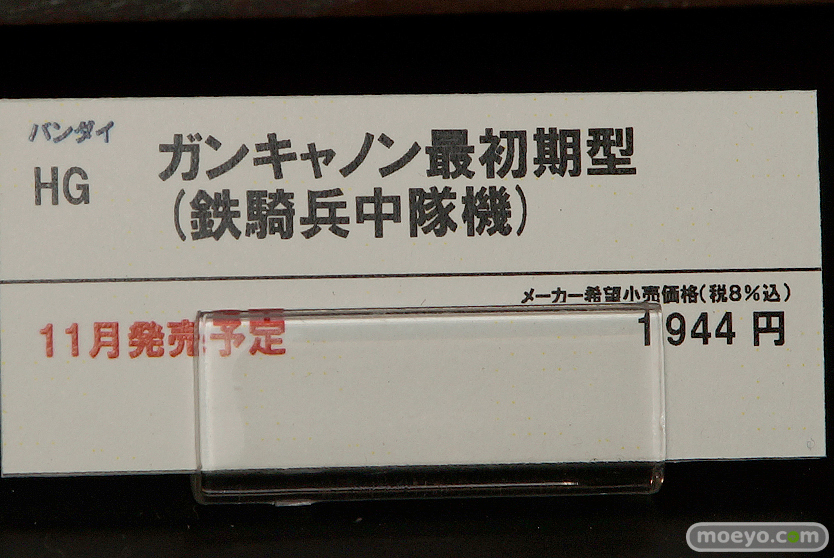 バンダイ
HG
ガンキャノン最初期型
(鉄騎兵中隊機)
メーカー希望小売価格(税8%込)
11月発売予定
1944 円
moeyo.com